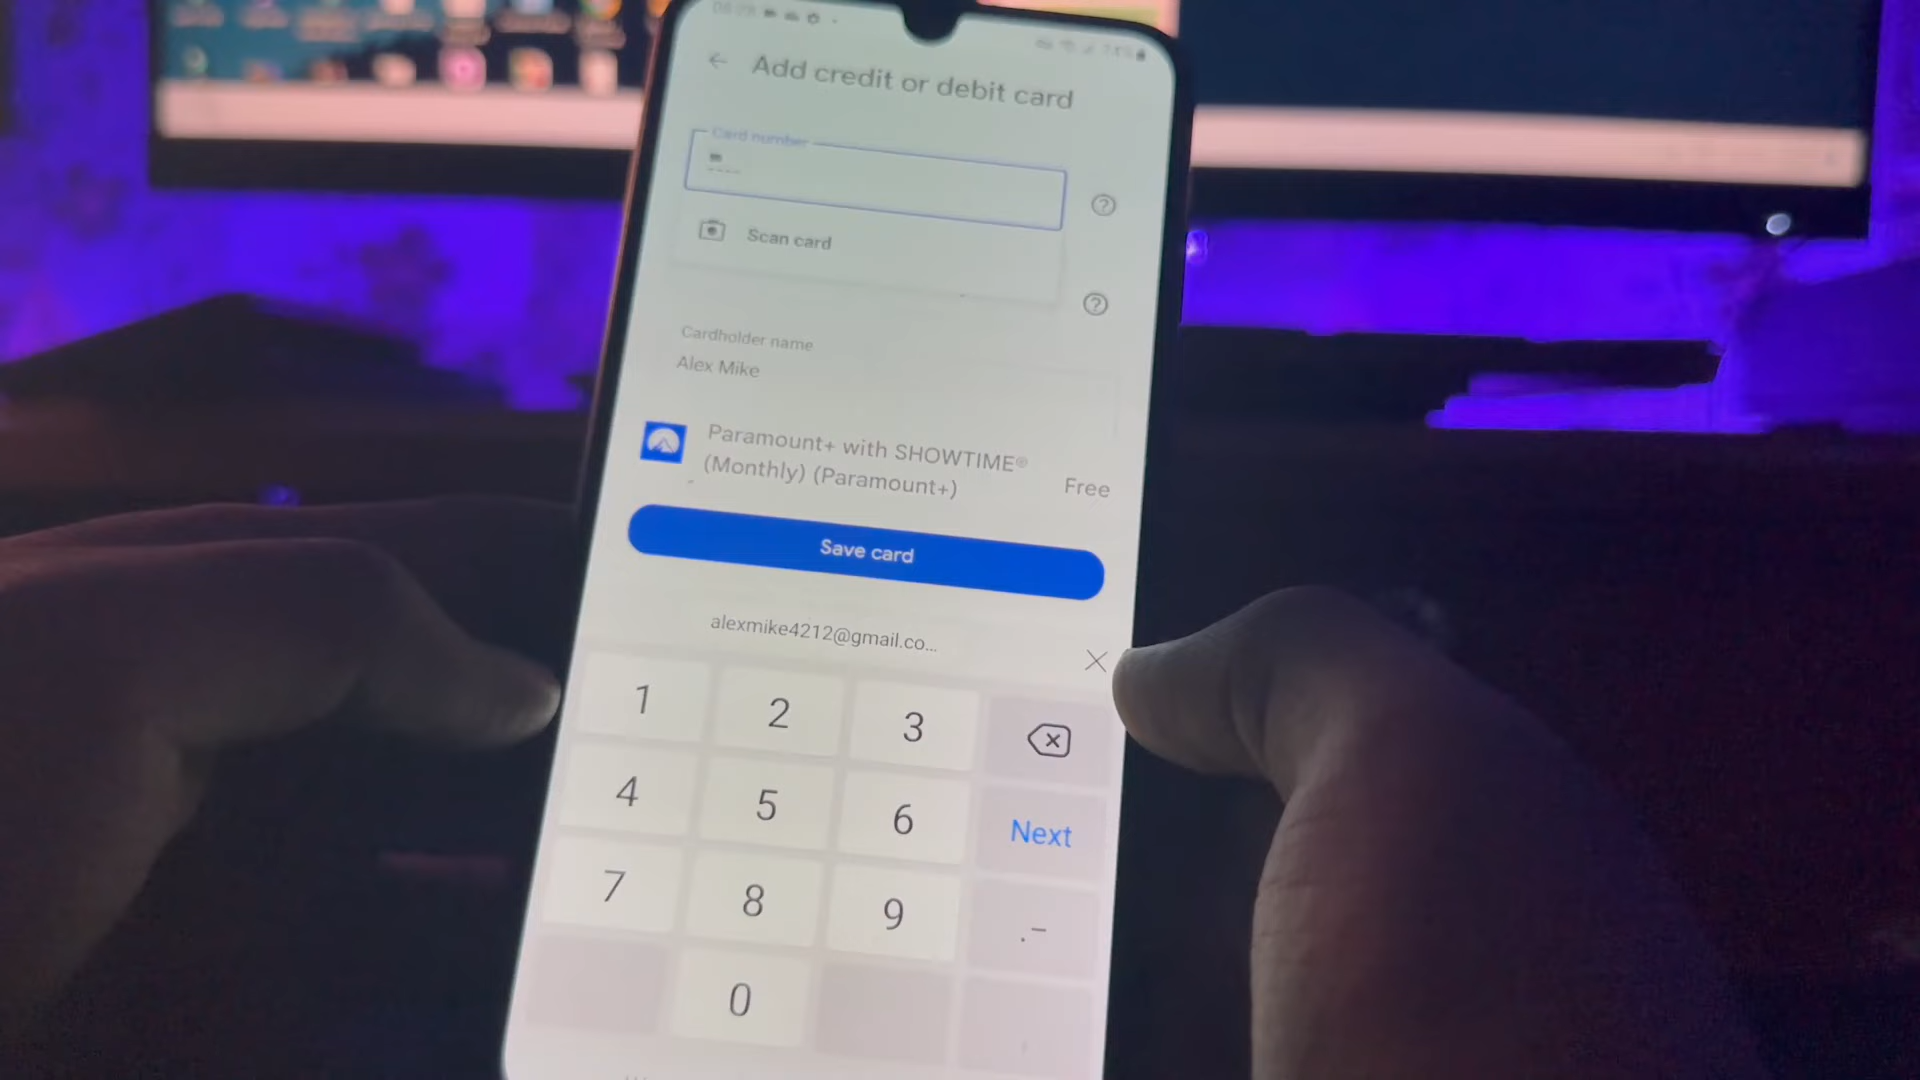 Add credit or debit card
Card number
Scan card
Cardholder name
Alex Mike
Paramount+ with SHOWTIME®
(Monthly) (Paramount+)
Free
Save card
alexmike4212@gmail.co...
1 2 3
4 5 6 Next
7 8 9 .-
0